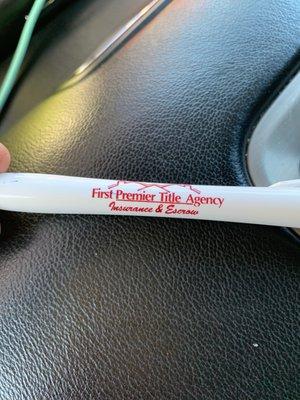 First Premier Title Agency
Insurance & Escrow